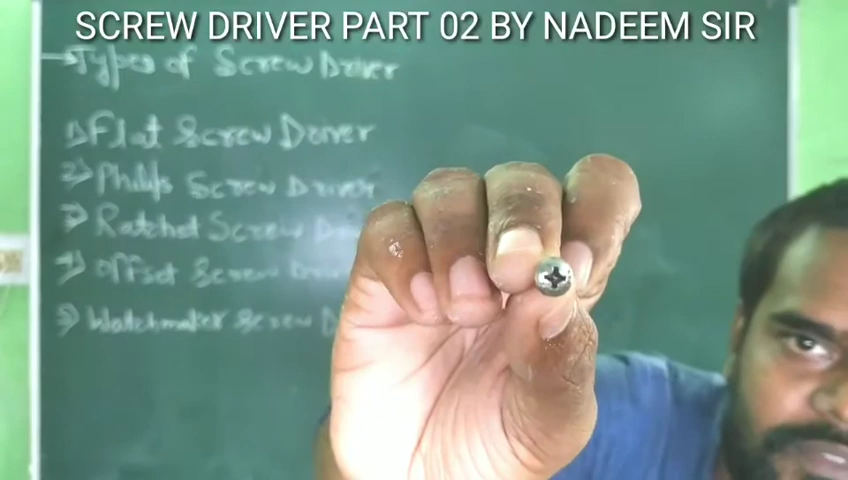 SCREW DRIVER PART 02 BY NADEEM SIR
→Types of Screw Driver
1) Flat Screw Driver
2) Philips Screw Driver
3) Ratchet Screw
4) Offset Screw
5) Watchmaker Screw D